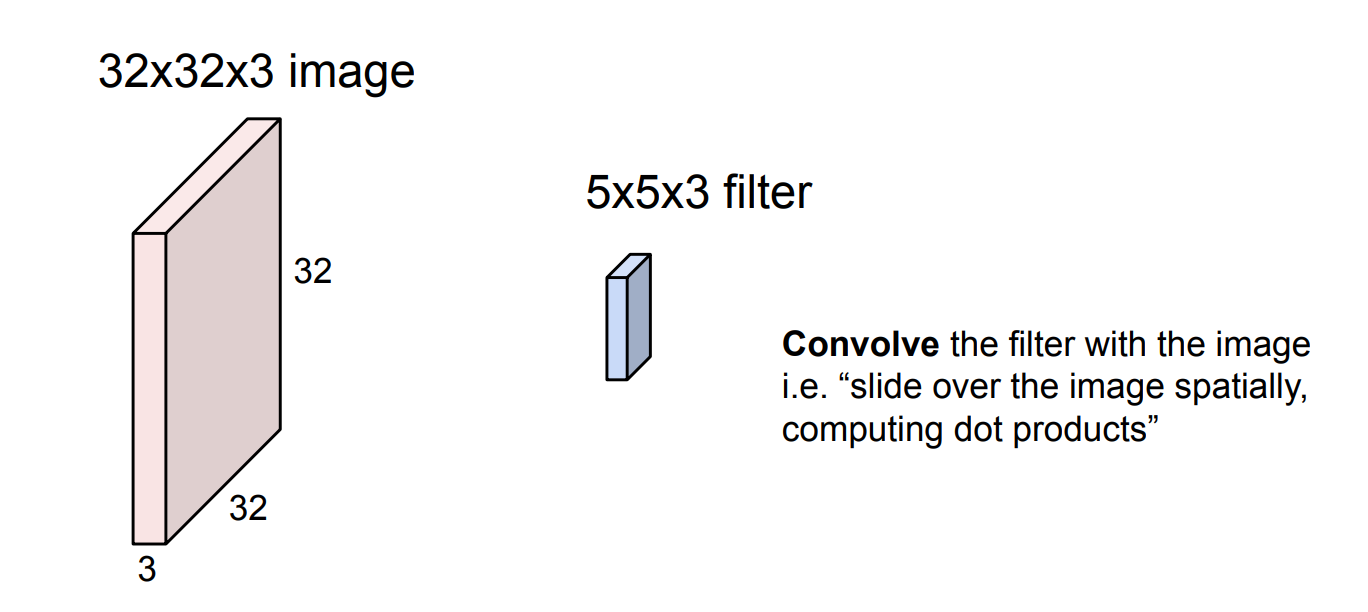 32x32x3 image
32
32
3
5x5x3 filter
Convolve the filter with the image
i.e. “slide over the image spatially,
computing dot products”